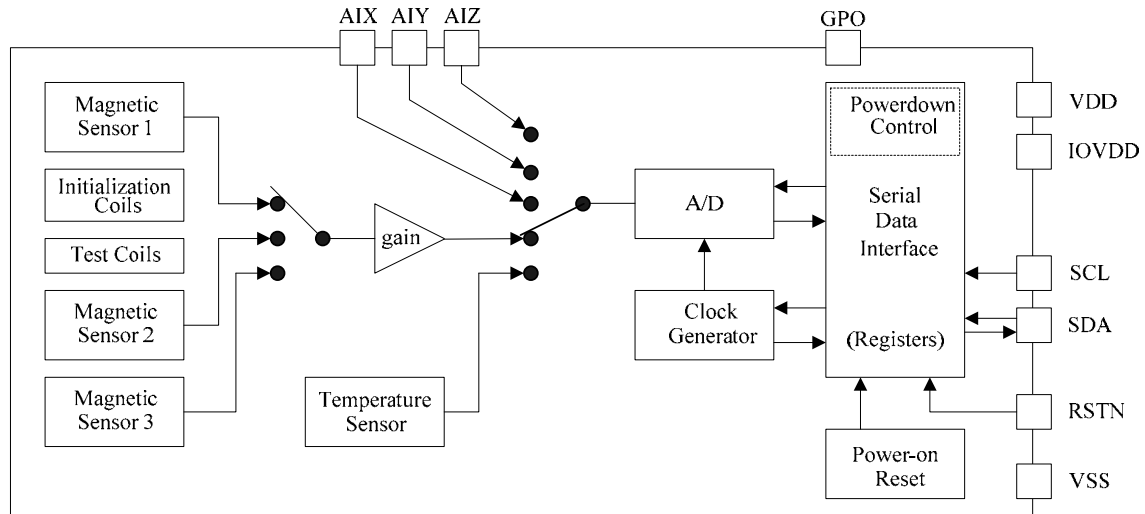 AIX AIY AIZ
GPO
Magnetic
Sensor 1
Initialization
Coils
Test Coils
Magnetic
Sensor 2
Magnetic
Sensor 3
gain
Temperature
Sensor
A/D
Clock
Generator
Powerdown
Control
Serial
Data
Interface
(Registers)
Power-on
Reset
VDD
IOVDD
SCL
SDA
RSTN
VSS